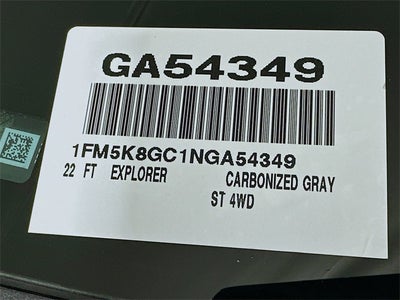 GA54349
1FM5K8GC1NGA54349
22 FT EXPLORER CARBONIZED GRAY
ST 4WD